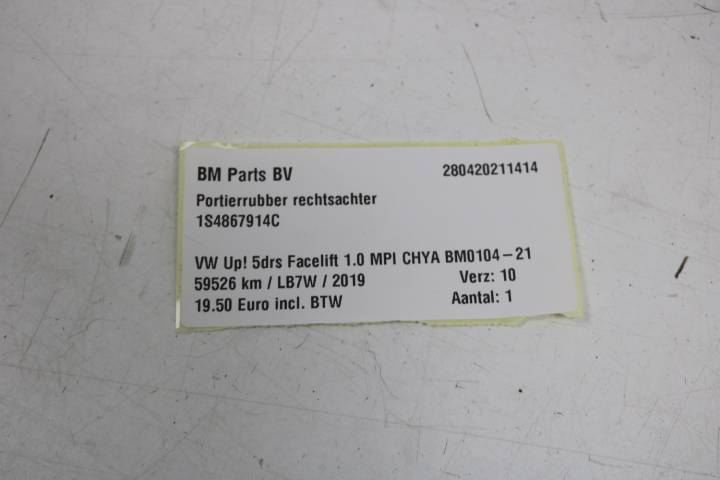 BM Parts BV 280420211414
Portierrubber rechtsachter
1S4867914C
VW Up! 5drs Facelift 1.0 MPI CHYA BM0104-21
59526 km / LB7W / 2019 Verz: 10
19.50 Euro incl. BTW Aantal: 1